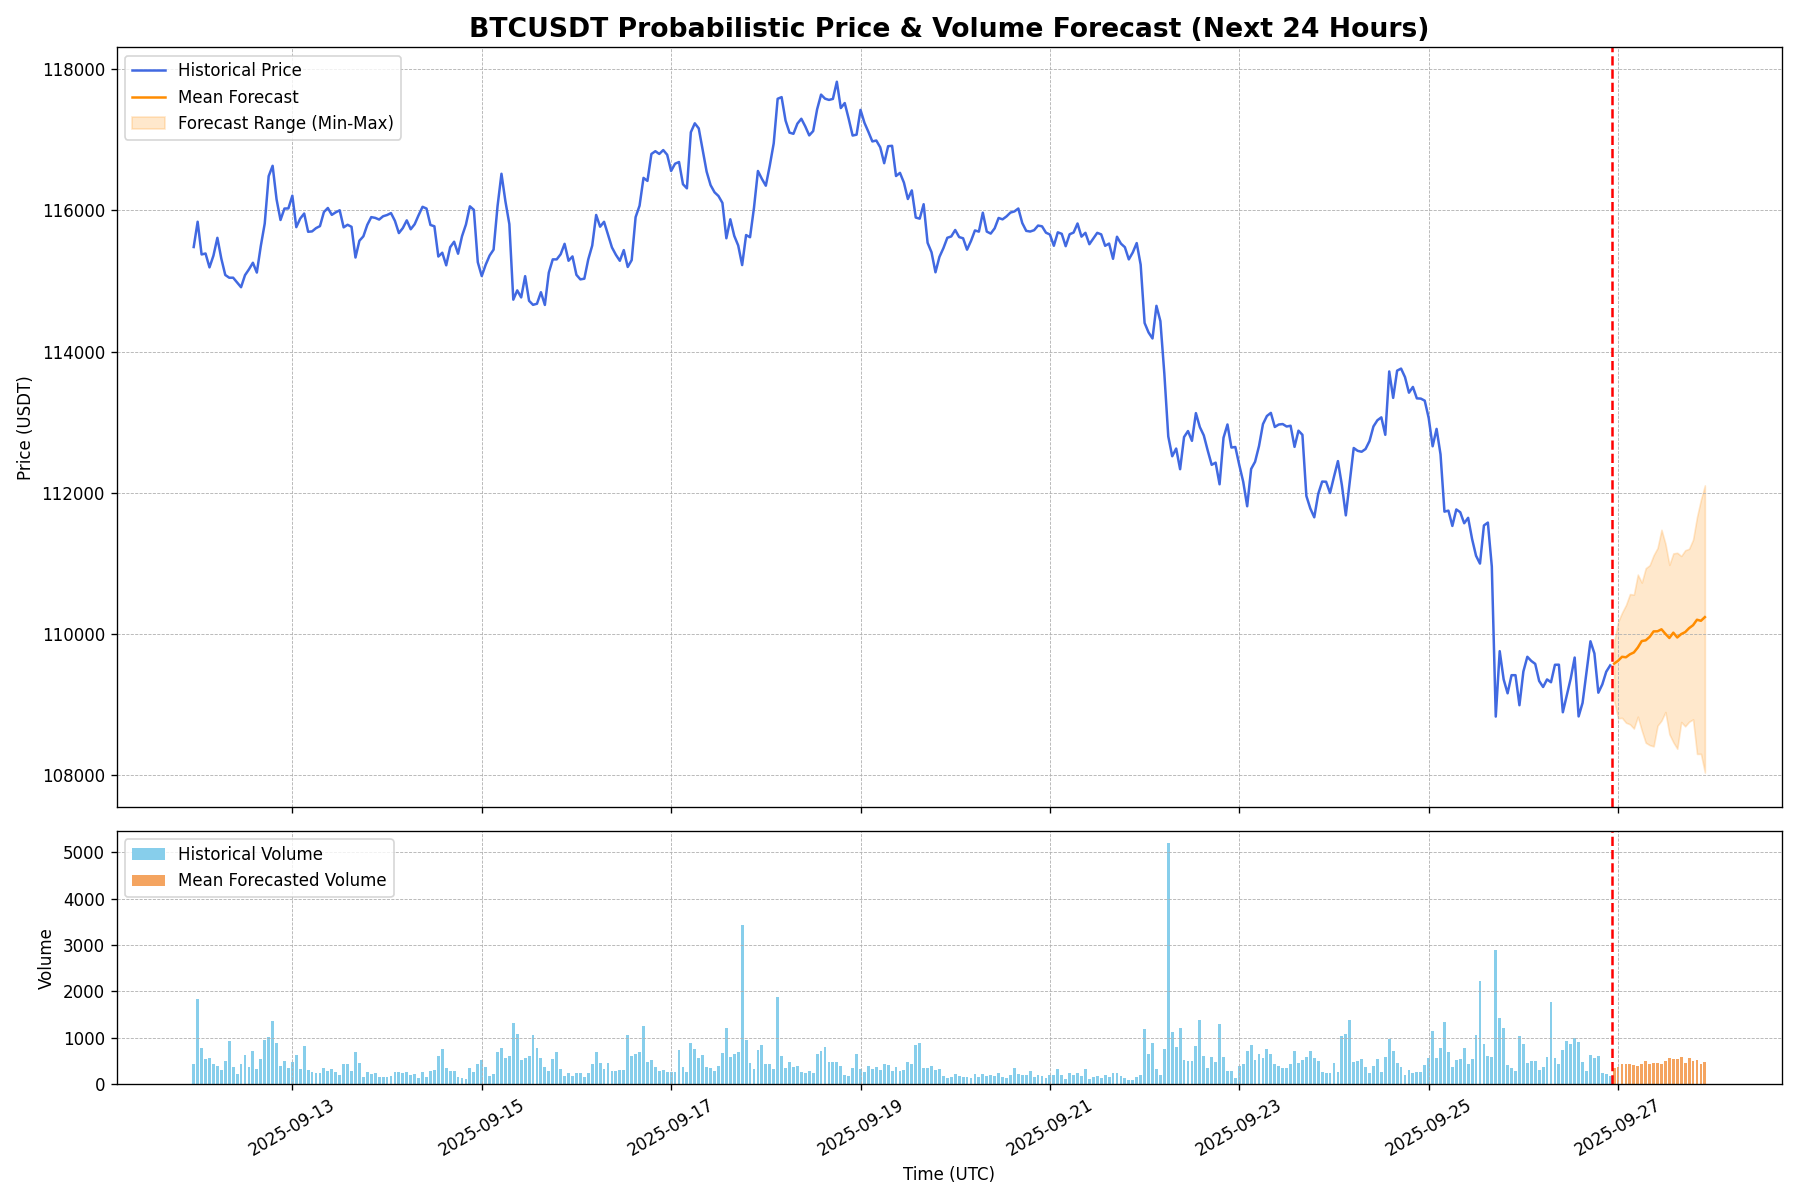 BTCUSDT Probabilistic Price & Volume Forecast (Next 24 Hours)
Historical Price
Mean Forecast
Forecast Range (Min-Max)
118000
116000
114000
112000
110000
108000
Price (USDT)
Historical Volume
Mean Forecasted Volume
5000
4000
3000
2000
1000
0
Volume
2025-09-13
2025-09-15
2025-09-17
2025-09-19
2025-09-21
2025-09-23
2025-09-25
2025-09-27
Time (UTC)